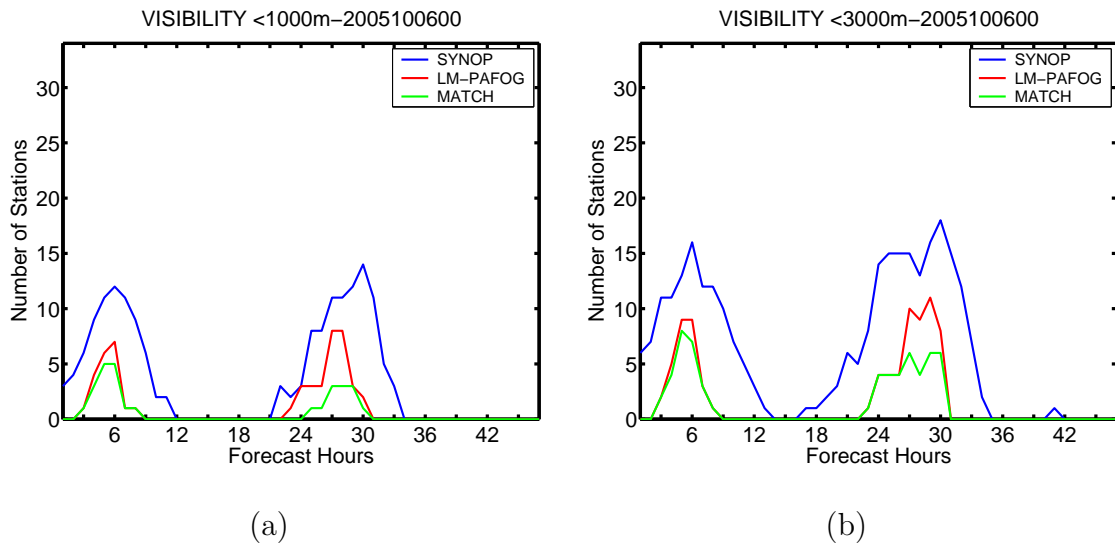 VISIBILITY <1000m−2005100600
SYNOP
LM−PAFOG
MATCH
Number of Stations
30
25
20
15
10
5
0
6 12 18 24 30 36 42
Forecast Hours
(a)
VISIBILITY <3000m−2005100600
SYNOP
LM−PAFOG
MATCH
Number of Stations
30
25
20
15
10
5
0
6 12 18 24 30 36 42
Forecast Hours
(b)